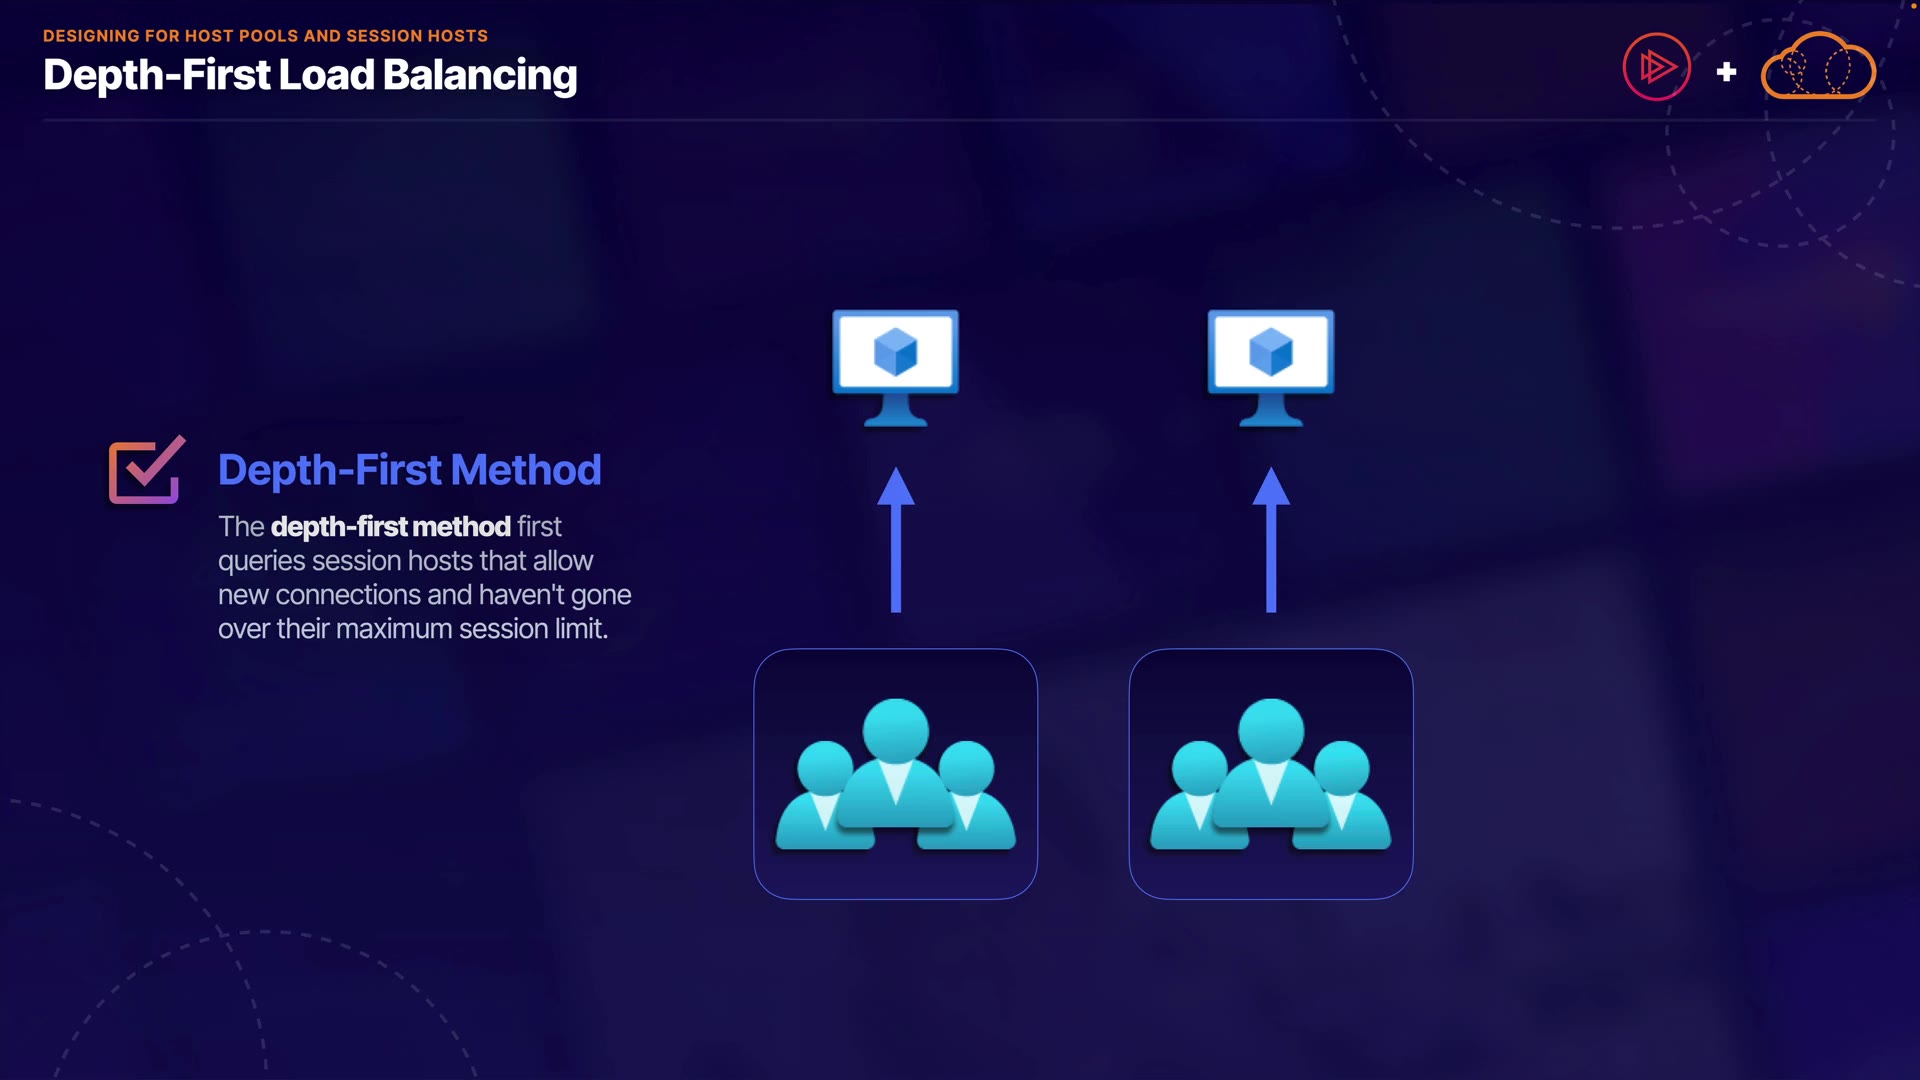 DESIGNING FOR HOST POOLS AND SESSION HOSTS
Depth-First Load Balancing
Depth-First Method
The depth-first method first
queries session hosts that allow
new connections and haven't gone
over their maximum session limit.